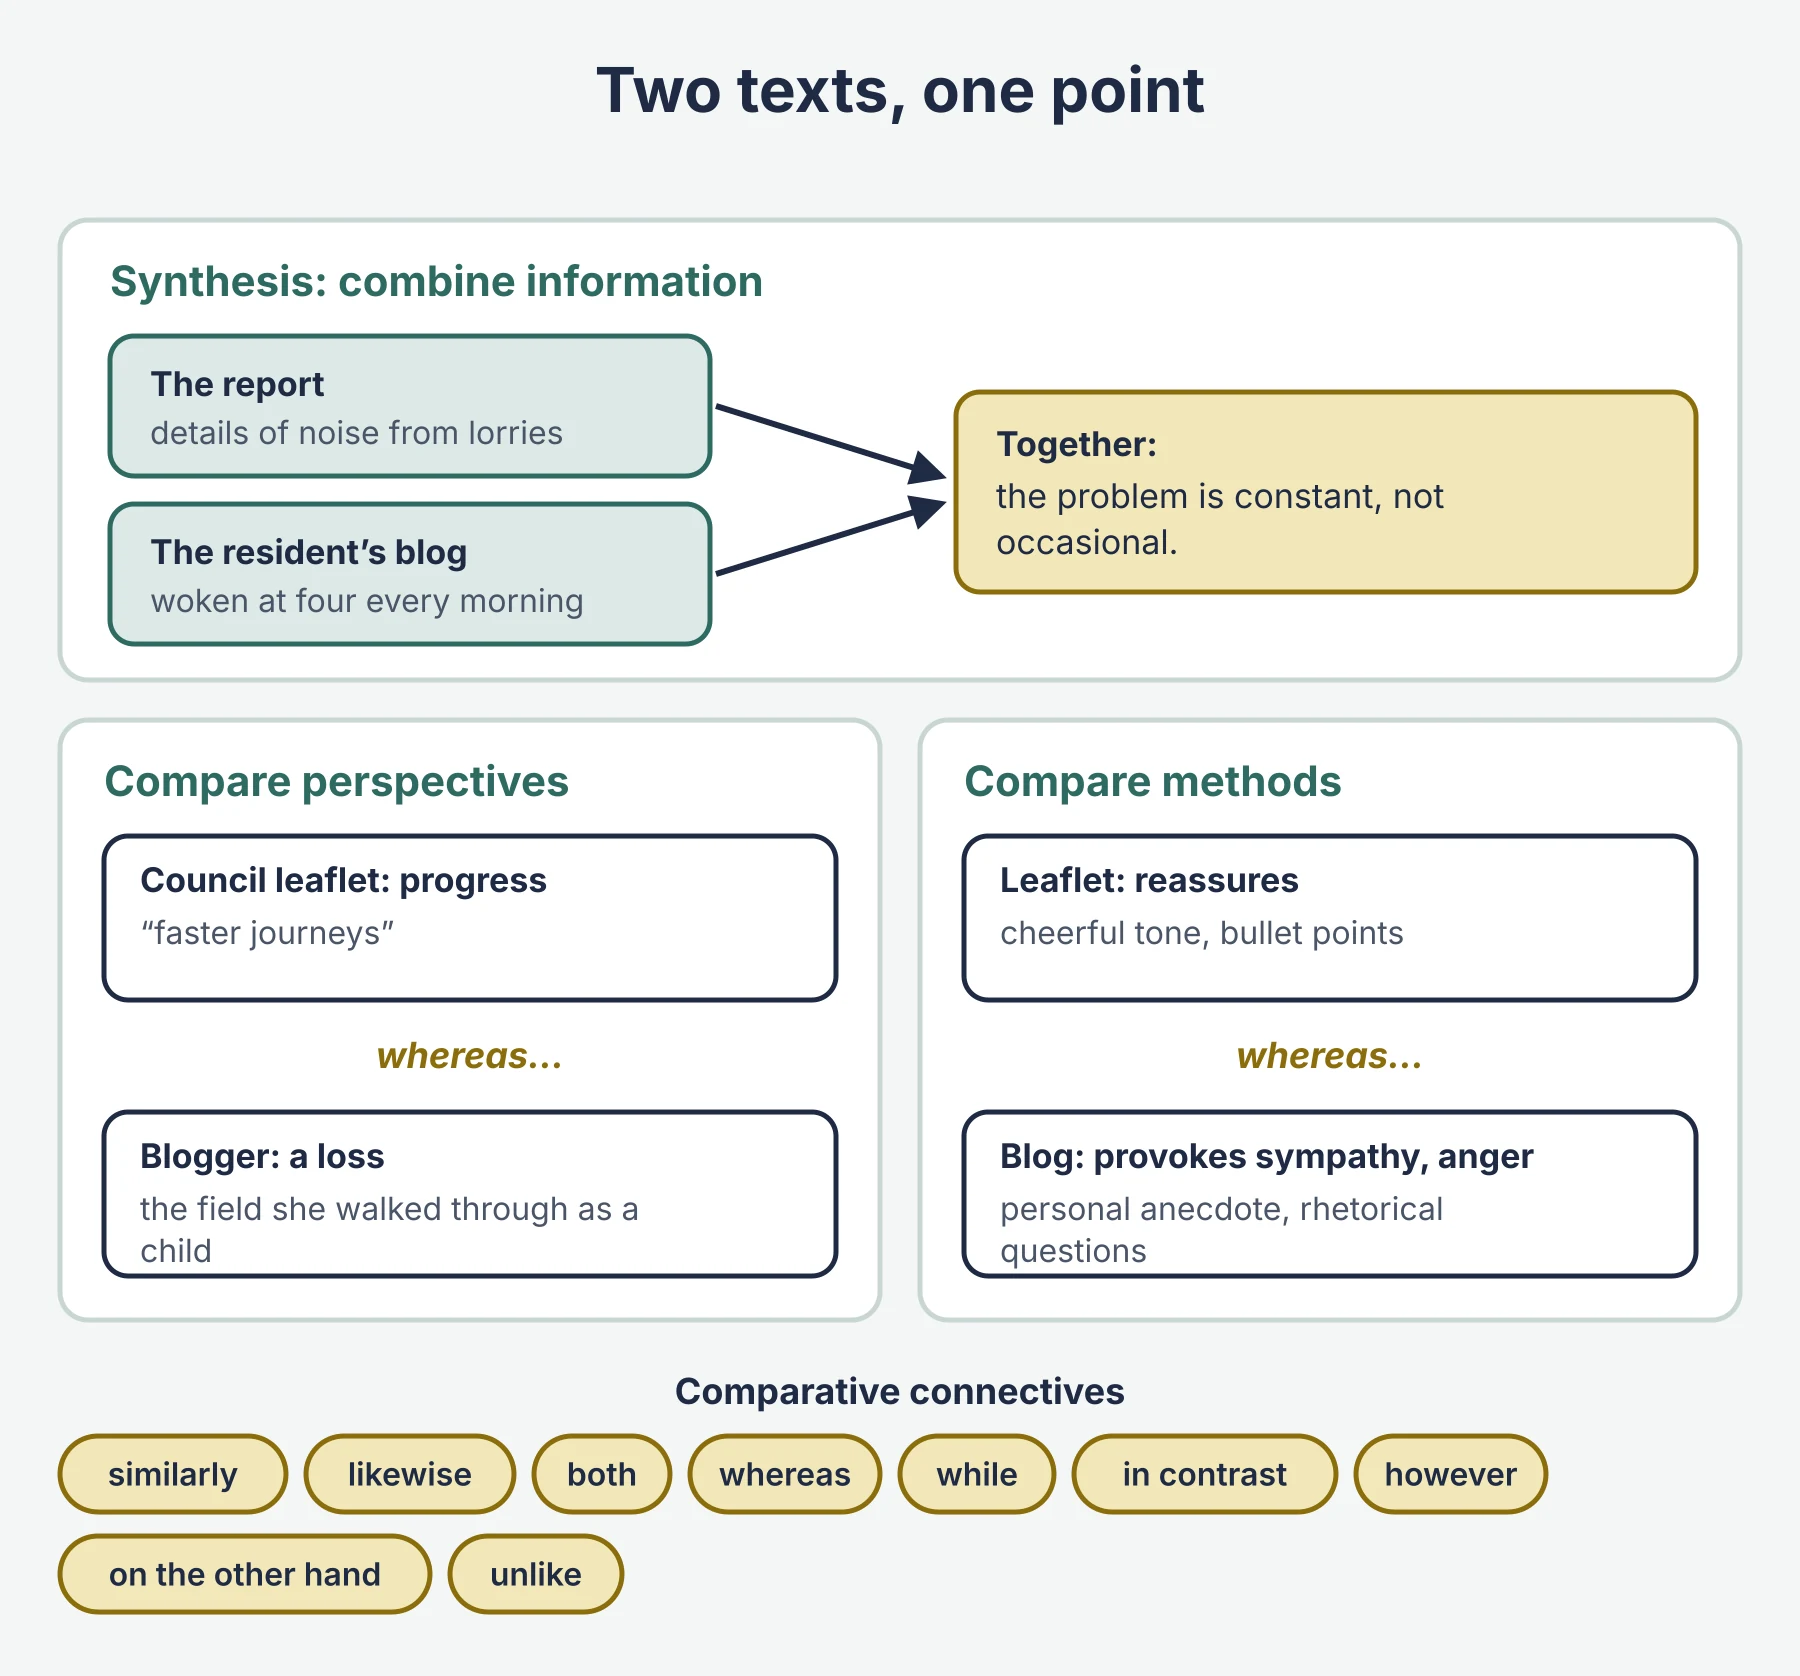 Two texts, one point
Synthesis: combine information
The report
details of noise from lorries
The resident’s blog
woken at four every morning
Together:
the problem is constant, not
occasional.
Compare perspectives
Council leaflet: progress
“faster journeys”
whereas...
Blogger: a loss
the field she walked through as a
child
Compare methods
Leaflet: reassures
cheerful tone, bullet points
whereas...
Blog: provokes sympathy, anger
personal anecdote, rhetorical
questions
Comparative connectives
similarly likewise both whereas while in contrast however
on the other hand unlike